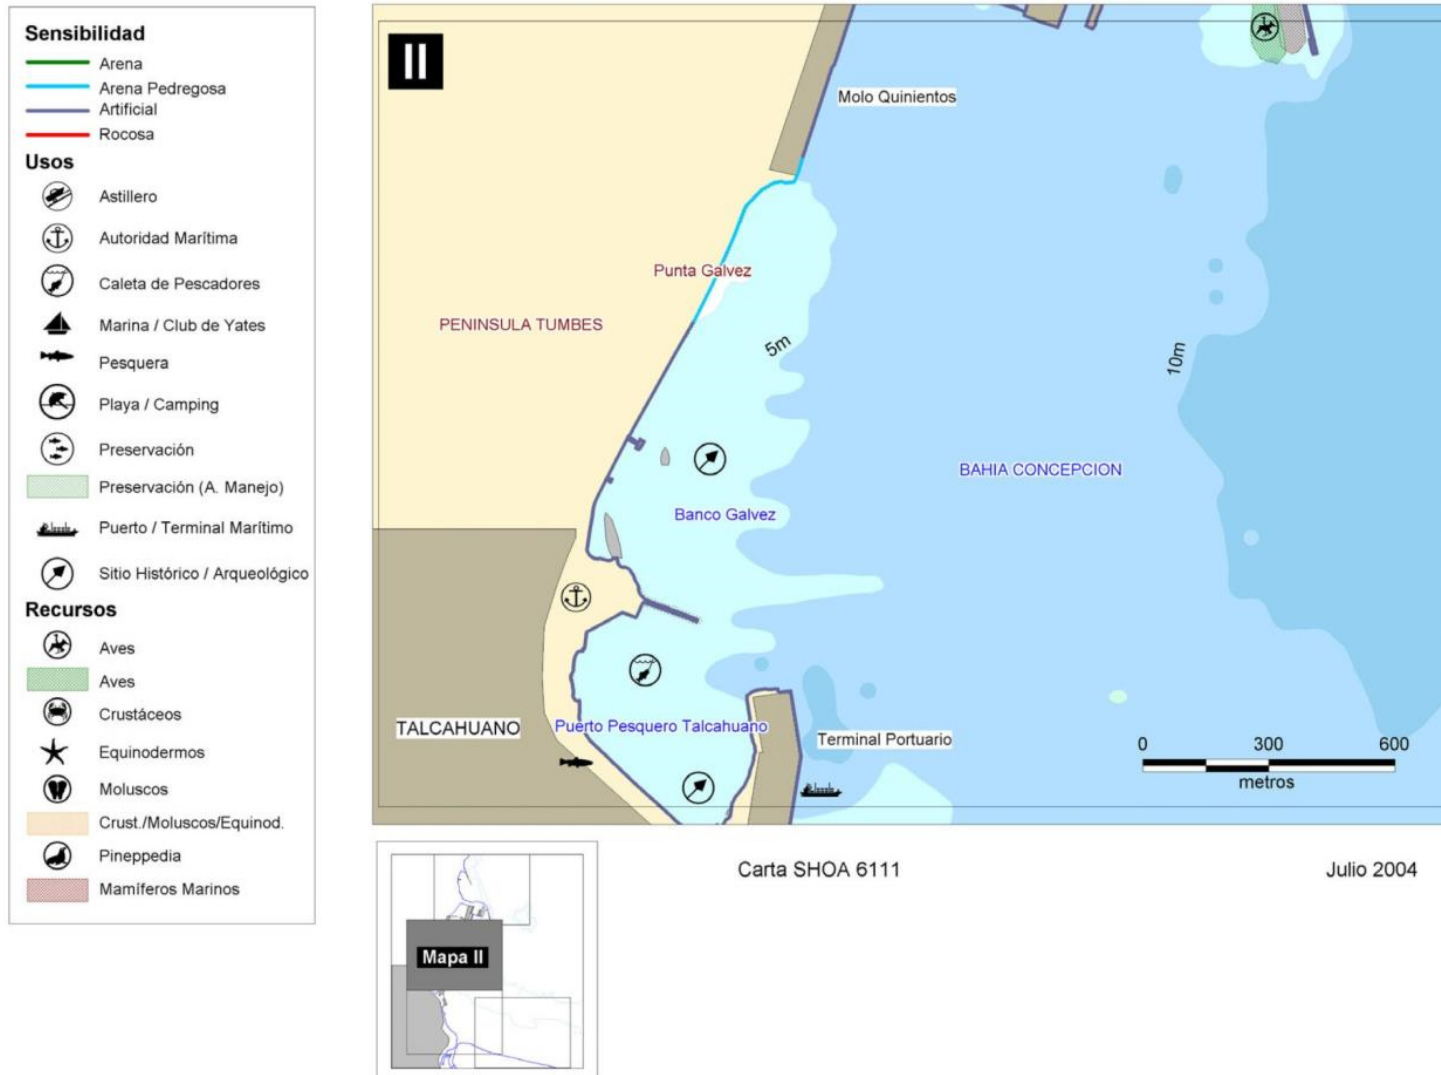 Sensibilidad
Arena
Arena Pedregosa
Artificial
Rocosa
Usos
Astillero
Autoridad Marítima
Caleta de Pescadores
Marina / Club de Yates
Pesquera
Playa / Camping
Preservación
Preservación (A. Manejo)
Puerto / Terminal Marítimo
Sitio Histórico / Arqueológico
Recursos
Aves
Aves
Crustáceos
Equinodermos
Moluscos
Crust./Moluscos/Equinod.
Pineppedia
Mamíferos Marinos
II
Molo Quinientos
Punta Galvez
PENINSULA TUMBES
5m
10m
BAHIA CONCEPCION
Banco Galvez
TALCAHUANO
Puerto Pesquero Talcahuano
Terminal Portuario
0 300 600
metros
Mapa II
Carta SHOA 6111
Julio 2004